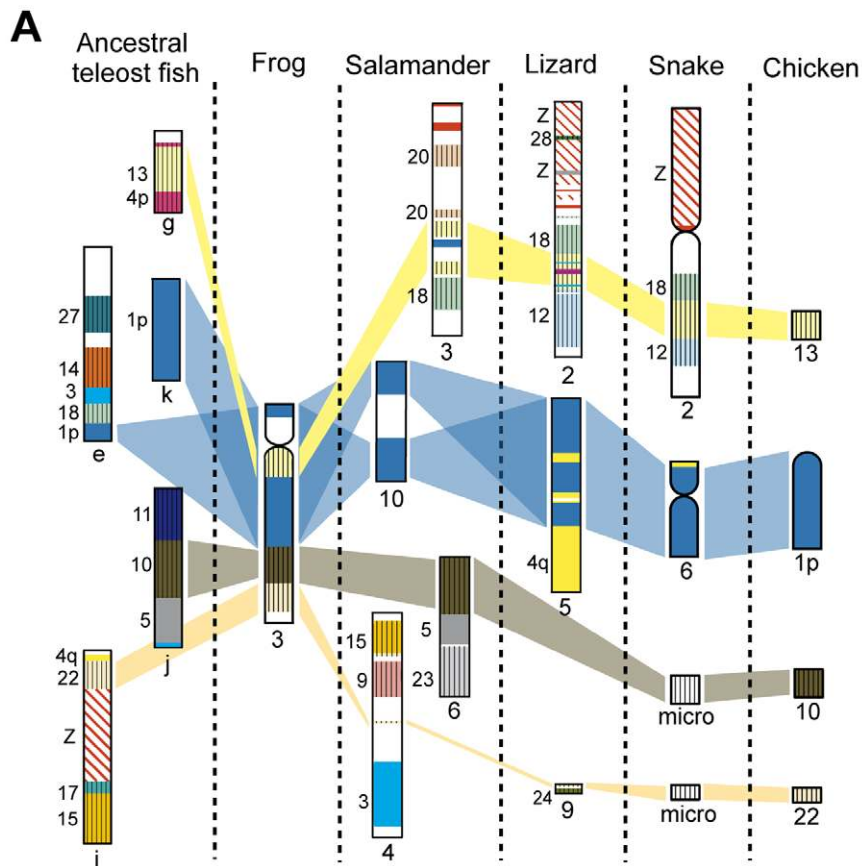 A
Ancestral
teleost fish
Frog
Salamander
Lizard
Snake
Chicken
13
4p
g
27
14
3
18
1p
e
1p
k
11
10
5
j
4q
22
Z
17
15
i
3
20
20
18
3
10
15
9
3
4
5
23
6
Z
28
Z
18
12
2
4q
5
24
9
Z
18
12
2
6
micro
micro
13
1p
10
22